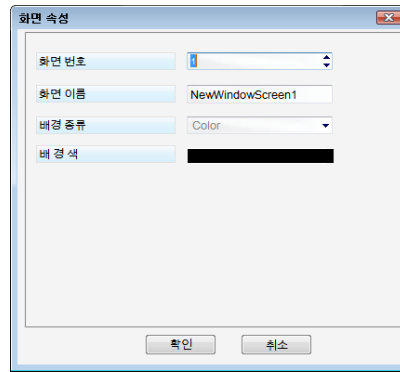 화면 속성
화면 번호 1
화면 이름 NewWindowScreen1
배경 종류 Color
배 경 색
확인 취소